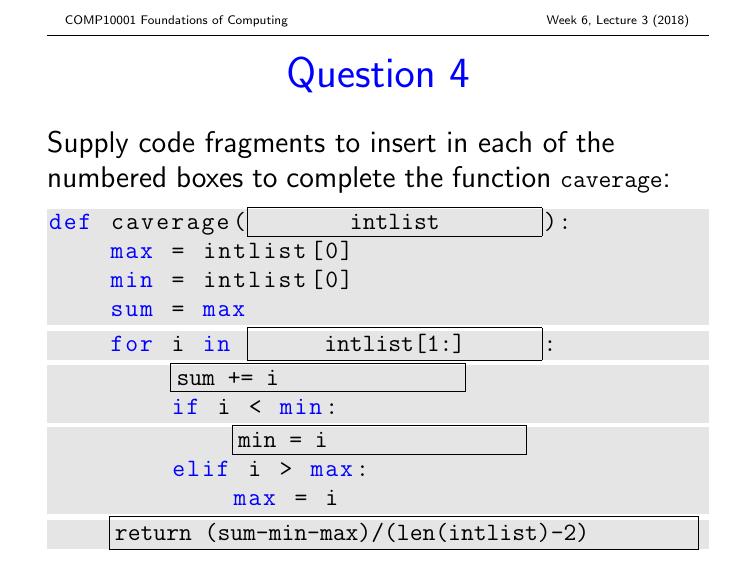 COMP10001 Foundations of Computing Week 6, Lecture 3 (2018)
Question 4
Supply code fragments to insert in each of the
numbered boxes to complete the function caverage:
def caverage(intlist):
    max = intlist[0]
    min = intlist[0]
    sum = max
    for i in intlist[1:]:
        sum += i
        if i < min:
            min = i
        elif i > max:
            max = i
    return (sum-min-max)/(len(intlist)-2)